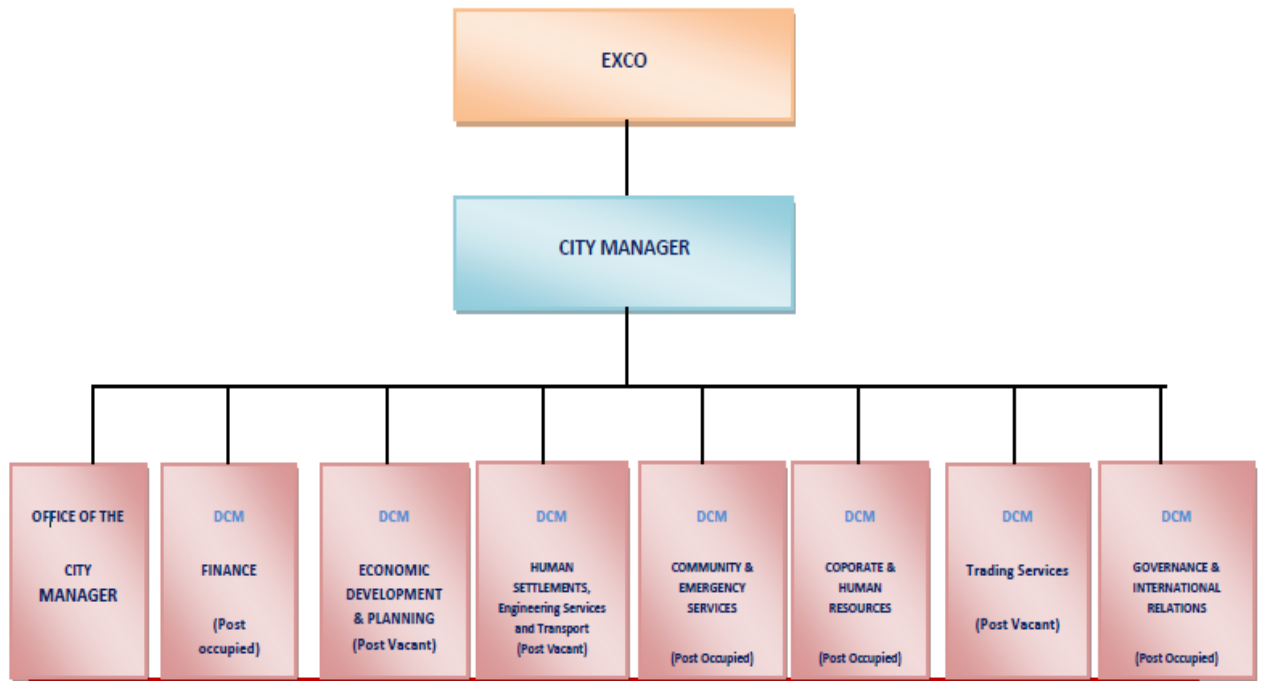 EXCO
CITY MANAGER
OFFICE OF THE
CITY
MANAGER
DCM
FINANCE
(Post
occupied)
DCM
ECONOMIC
DEVELOPMENT
& PLANNING
(Post Vacant)
DCM
HUMAN
SETTLEMENTS,
Engineering Services
and Transport
(Post Vacant)
DCM
COMMUNITY &
EMERGENCY
SERVICES
(Post Occupied)
DCM
COPORATE &
HUMAN
RESOURCES
(Post Occupied)
DCM
Trading Services
(Post Vacant)
DCM
GOVERNANCE &
INTERNATIONAL
RELATIONS
(Post Occupied)